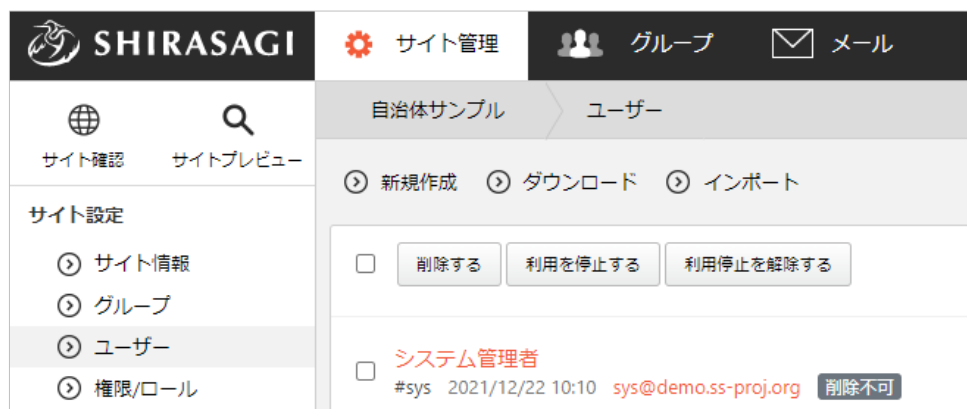 SHIRASAGI サイト管理 グループ メール
サイト確認 サイトプレビュー
自治体サンプル ユーザー
新規作成 ダウンロード インポート
サイト設定
サイト情報
グループ
ユーザー
権限/ロール
削除する 利用を停止する 利用停止を解除する
システム管理者
#sys 2021/12/22 10:10 sys@demo.ss-proj.org 削除不可